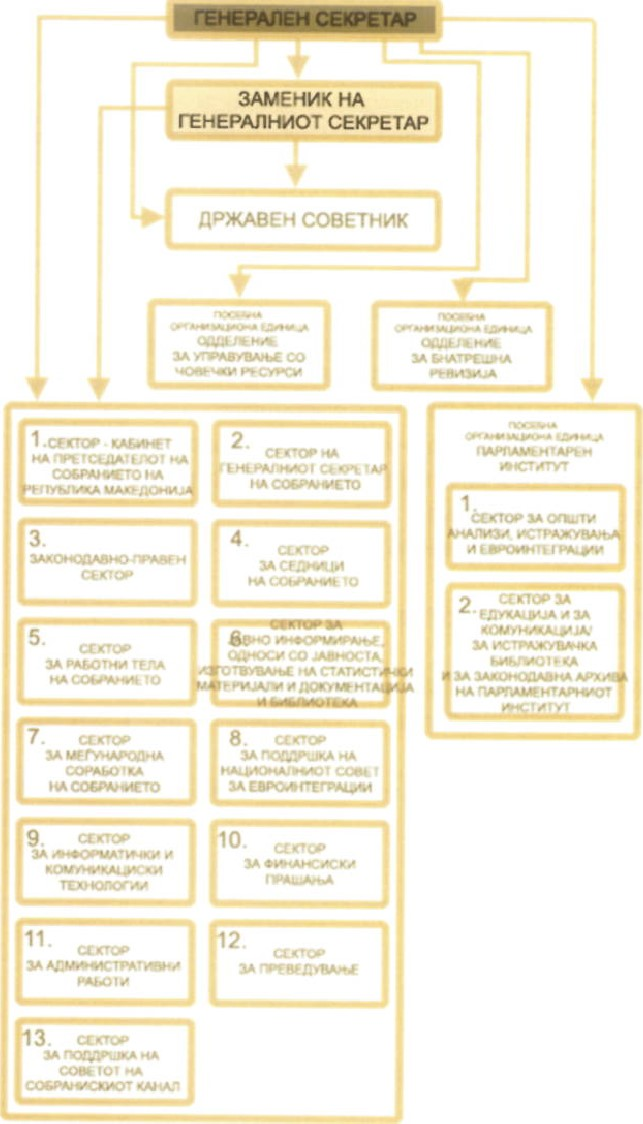 ГЕНЕРАЛЕН СЕКРЕТАР
ЗАМЕНИК НА
ГЕНЕРАЛНИОТ СЕКРЕТАР
ДРЖАВЕН СОВЕТНИК
ПОСЕБНА
ОРГАНИЗАЦИОНА ЕДИНИЦА
ОДДЕЛЕНИЕ
ЗА УПРАВУВАЊЕ СО
ЧОВЕЧКИ РЕСУРСИ
ПОСЕБНА
ОРГАНИЗАЦИОНА ЕДИНИЦА
ОДДЕЛЕНИЕ
ЗА ВНАТРЕШНА
РЕВИЗИЈА
1. СЕКТОР - КАБИНЕТ
НА ПРЕТСЕДАТЕЛОТ НА
СОБРАНИЕТО НА
РЕПУБЛИКА МАКЕДОНИЈА
2. СЕКТОР НА
ГЕНЕРАЛНИОТ СЕКРЕТАР
НА СОБРАНИЕТО
3.
ЗАКОНОДАВНО-ПРАВЕН
СЕКТОР
4. СЕКТОР
ЗА СЕДНИЦИ
НА СОБРАНИЕТО
5. СЕКТОР
ЗА РАБОТНИ ТЕЛА
НА СОБРАНИЕТО
СЕКТОР ЗА
6. ЈАВНО ИНФОРМИРАЊЕ,
ОДНОСИ СО ЈАВНОСТА,
ИЗГОТВУВАЊЕ НА СТАТИСТИЧКИ
МАТЕРИЈАЛИ И ДОКУМЕНТАЦИЈА
И БИБЛИОТЕКА
7. СЕКТОР
ЗА МЕЃУНАРОДНА
СОРАБОТКА
НА СОБРАНИЕТО
8. СЕКТОР
ЗА ПОДДРШКА НА
НАЦИОНАЛНИОТ СОВЕТ
ЗА ЕВРОИНТЕГРАЦИИ
9. СЕКТОР
ЗА ИНФОРМАТИЧКИ И
КОМУНИКАЦИСКИ
ТЕХНОЛОГИИ
10. СЕКТОР
ЗА ФИНАНСИСКИ
ПРАШАЊА
11. СЕКТОР
ЗА АДМИНИСТРАТИВНИ
РАБОТИ
12. СЕКТОР
ЗА ПРЕВЕДУВАЊЕ
13. СЕКТОР
ЗА ПОДДРШКА НА
СОВЕТОТ НА
СОБРАНИСКИОТ КАНАЛ
ПОСЕБНА
ОРГАНИЗАЦИОНА ЕДИНИЦА
ПАРЛАМЕНТАРЕН
ИНСТИТУТ
1.
СЕКТОР ЗА ОПШТИ
АНАЛИЗИ, ИСТРАЖУВАЊА
И ЕВРОИНТЕГРАЦИИ
2. СЕКТОР ЗА
ЕДУКАЦИЈА И ЗА
КОМУНИКАЦИЈА/
ЗА ИСТРАЖУВАЧКА
БИБЛИОТЕКА
И ЗА ЗАКОНОДАВНА АРХИВА
НА ПАРЛАМЕНТАРНИОТ
ИНСТИТУТ